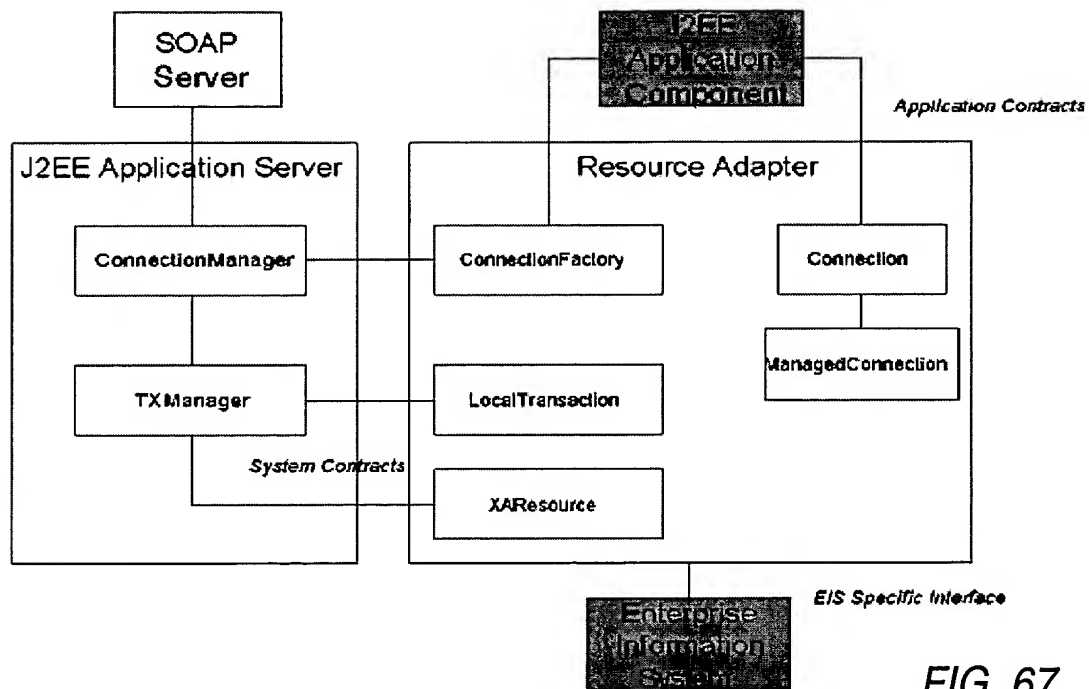 SOAP
Server
J2EE
Application
Component
Application Contracts
J2EE Application Server
Resource Adapter
ConnectionManager
ConnectionFactory
Connection
ManagedConnection
TXManager
LocalTransaction
System Contracts
XAResource
EIS Specific Interface
Enterprise
Information
System
FIG. 67